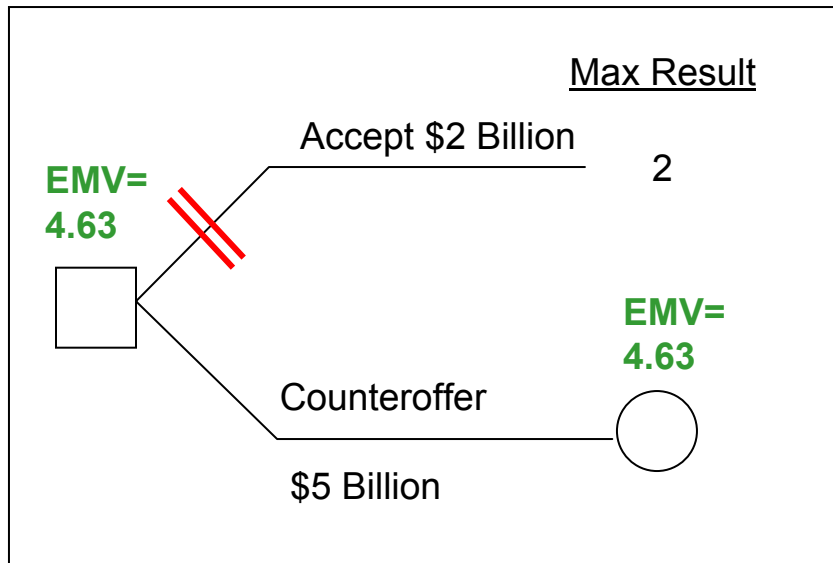 Max Result
Accept $2 Billion
2
EMV=
4.63
EMV=
4.63
Counteroffer
$5 Billion